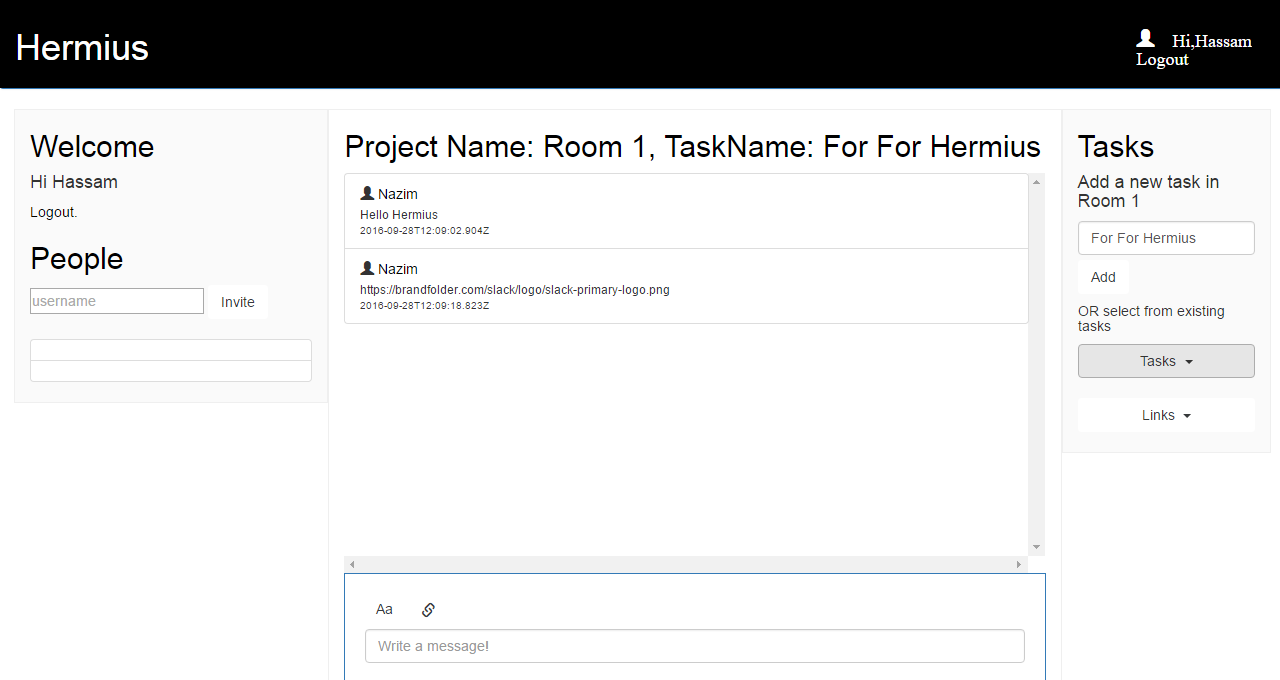 Hermius
Hi,Hassam
Logout
Welcome
Hi Hassam
Logout.
People
username
Invite
Project Name: Room 1, TaskName: For For Hermius
Nazim
Hello Hermius
2016-09-28T12:09:02.904Z
Nazim
https://brandfolder.com/slack/logo/slack-primary-logo.png
2016-09-28T12:09:18.823Z
Aa
Write a message!
Tasks
Add a new task in
Room 1
For For Hermius
Add
OR select from existing
tasks
Tasks
Links